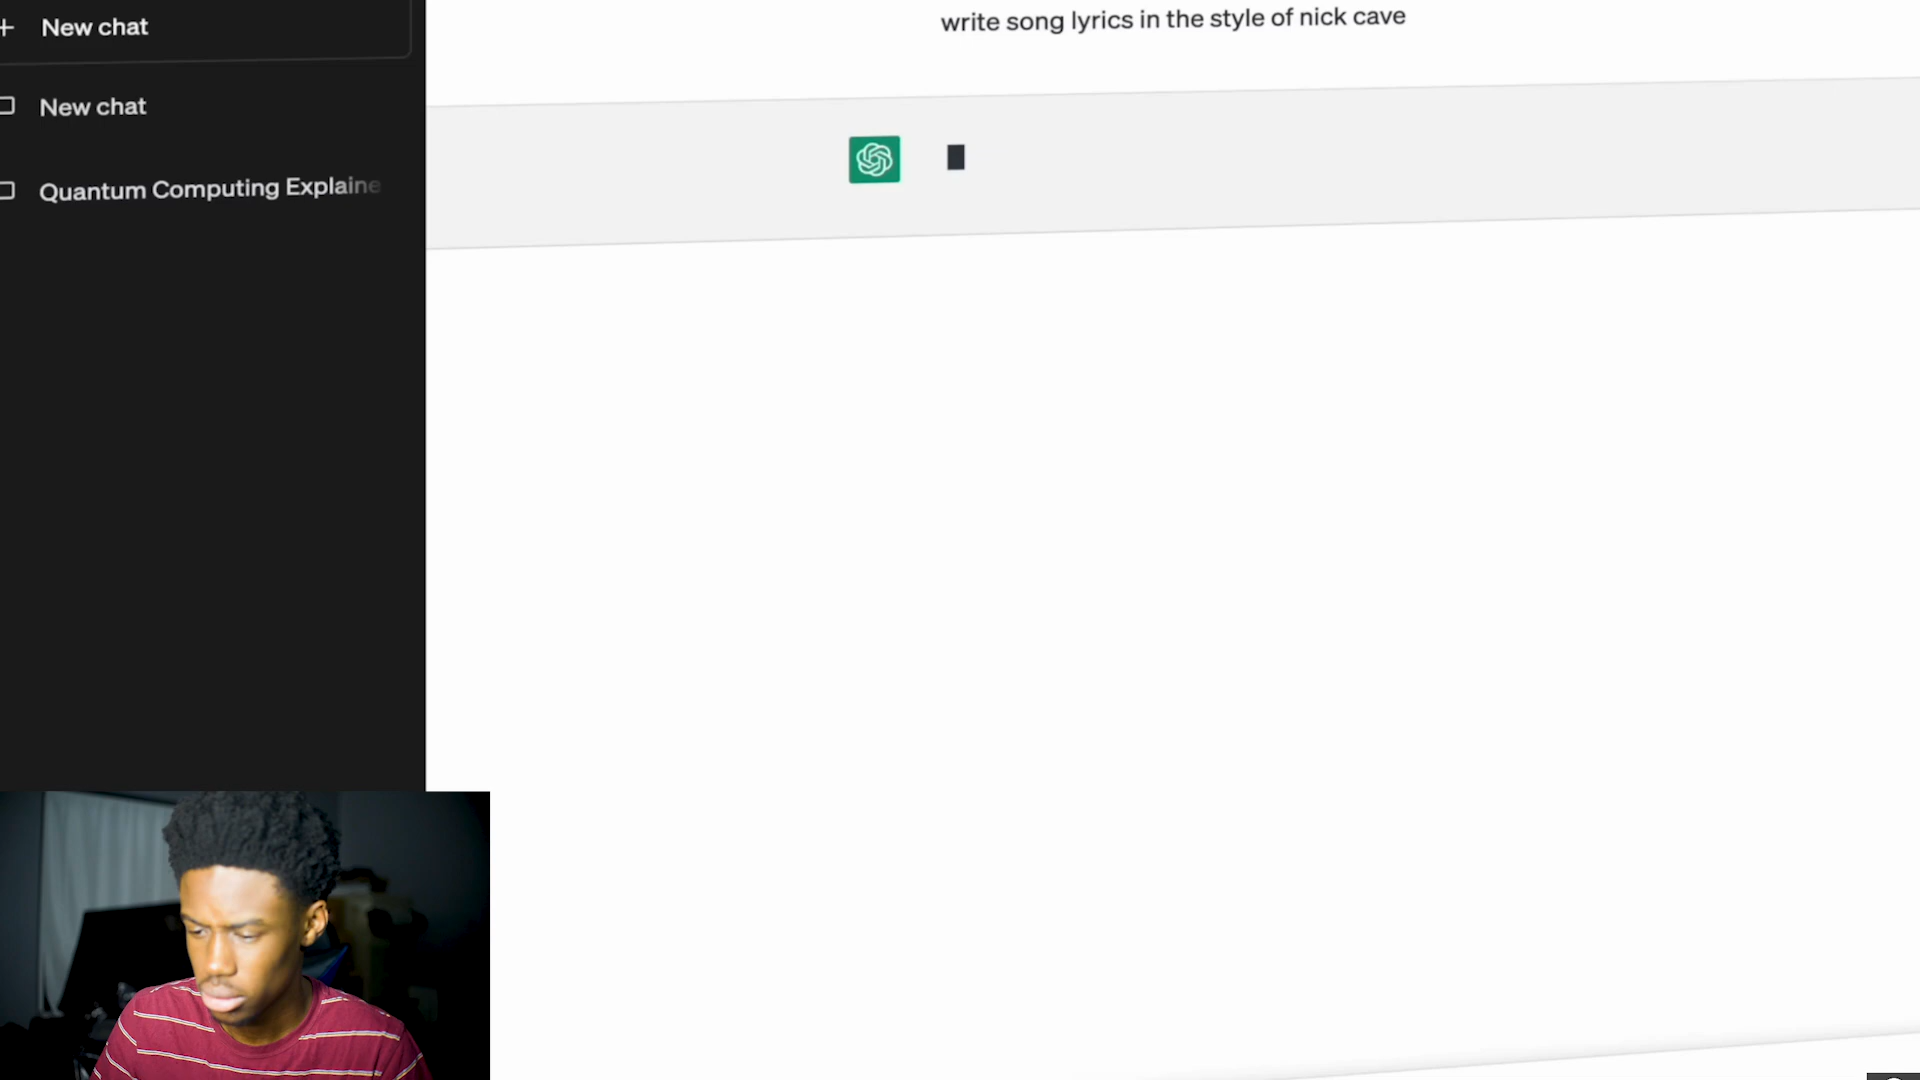 New chat
New chat
Quantum Computing Explaine
write song lyrics in the style of nick cave